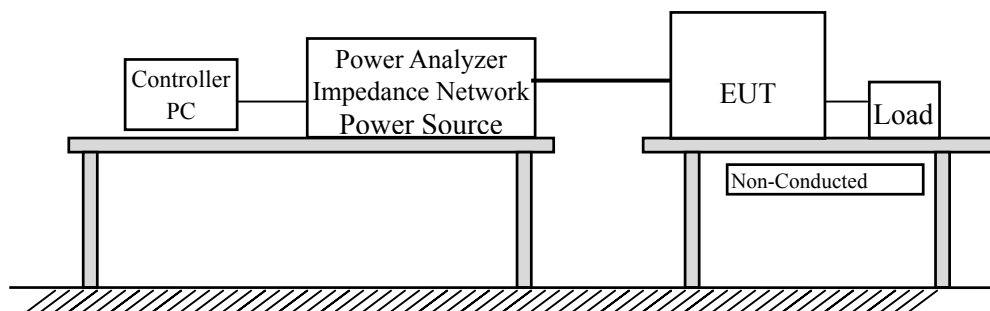 Controller
PC
Power Analyzer
Impedance Network
Power Source
EUT
Load
Non-Conducted